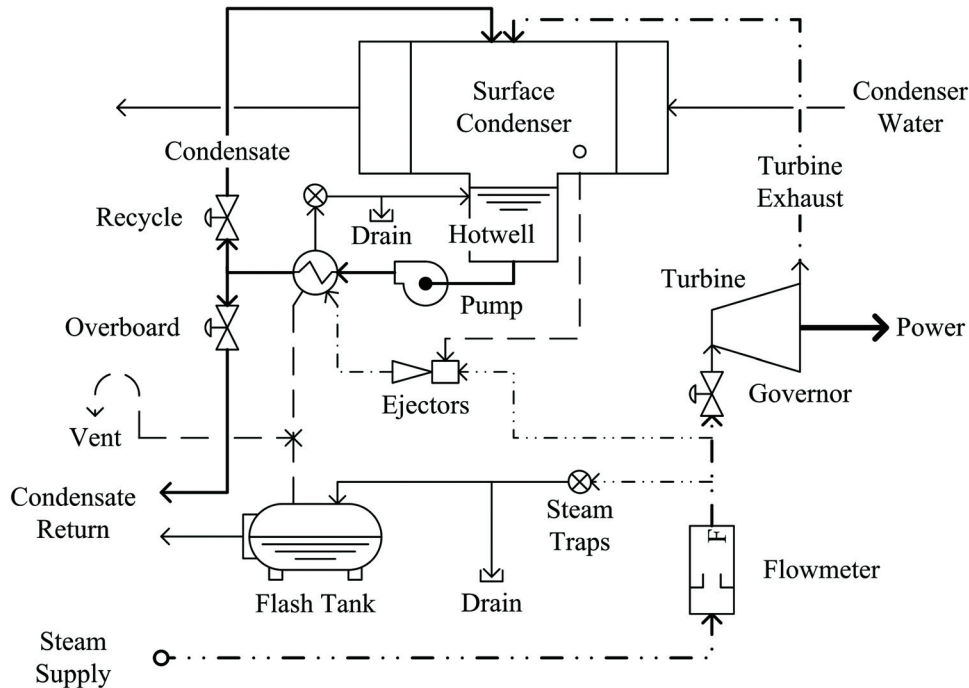 Surface
Condenser
Condenser
Water
Condensate
Turbine
Exhaust
Recycle
Drain
Hotwell
Turbine
Pump
Overboard
Power
Ejectors
Governor
Vent
Condensate
Return
Steam
Traps
F
Flowmeter
Flash Tank
Drain
Steam
Supply